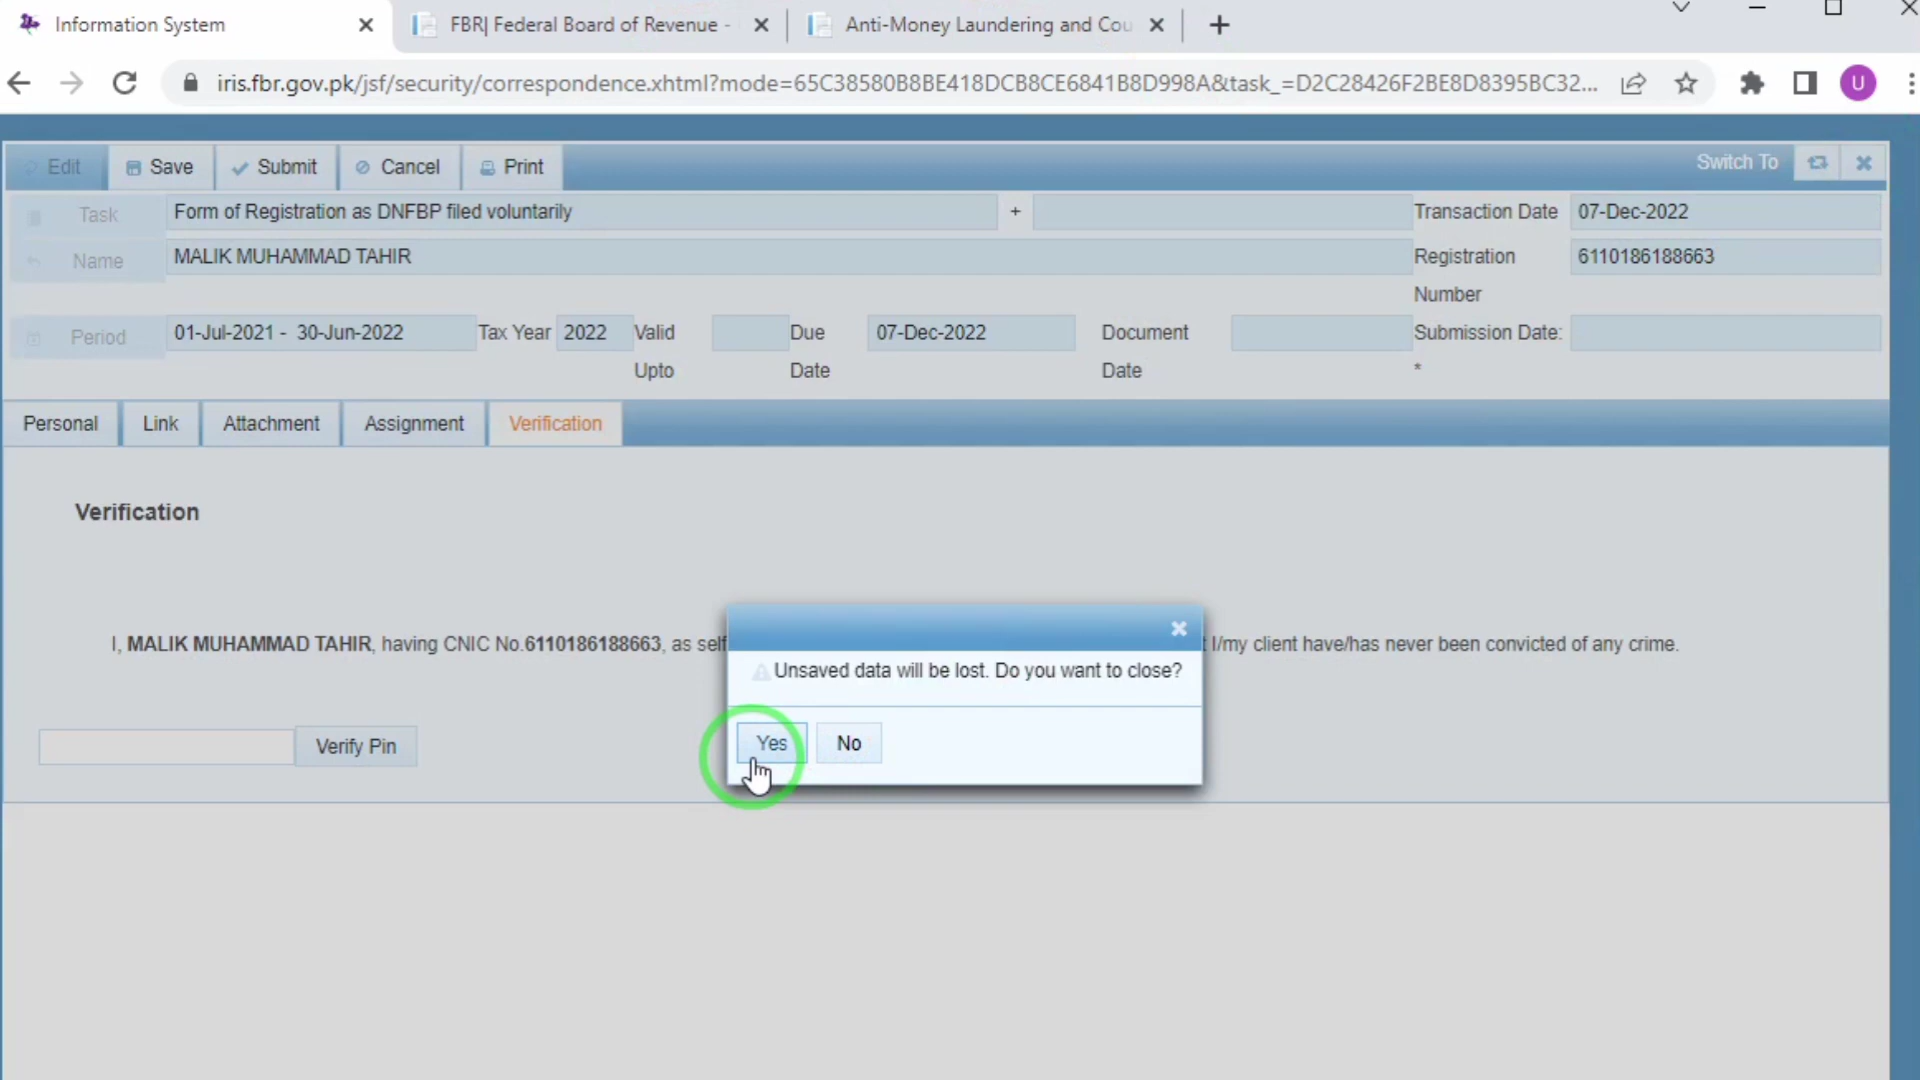 Information System
FBR| Federal Board of Revenue -
Anti-Money Laundering and Cou
iris.fbr.gov.pk/jsf/security/correspondence.xhtml?mode=65C38580B8BE418DCB8CE6841B8D998A&task_=D2C28426F2BE8D8395BC32...
U
Edit Save Submit Cancel Print Switch To
Task Form of Registration as DNFBP filed voluntarily + Transaction Date 07-Dec-2022
Name MALIK MUHAMMAD TAHIR Registration Number 6110186188663
Period 01-Jul-2021 - 30-Jun-2022 Tax Year 2022 Valid Upto Due Date 07-Dec-2022 Document Date Submission Date: *
Personal Link Attachment Assignment Verification
Verification
I, MALIK MUHAMMAD TAHIR, having CNIC No.6110186188663, as self I/my client have/has never been convicted of any crime.
Unsaved data will be lost. Do you want to close?
Yes No
Verify Pin